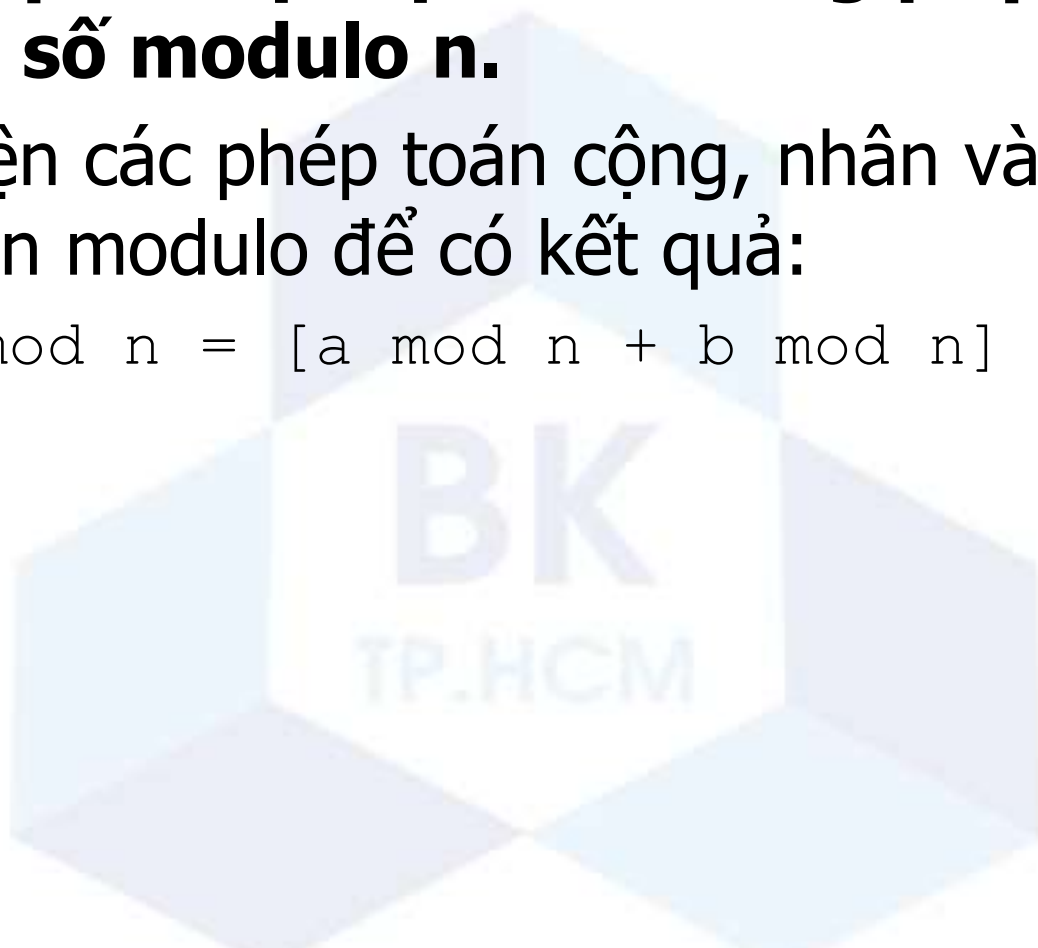 số modulo n.
ện các phép toán cộng, nhân và
n modulo để có kết quả:
mod n = [a mod n + b mod n]
BK
TP.HCM